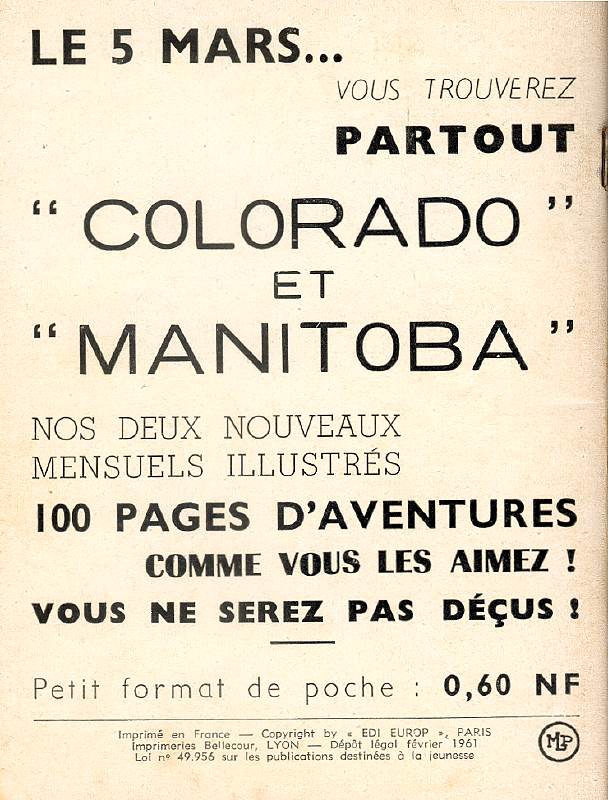 LE 5 MARS...
VOUS TROUVEREZ
PARTOUT
“ COLORADO ”
ET
“ MANITOBA ”
NOS DEUX NOUVEAUX
MENSUELS ILLUSTRÉS
100 PAGES D'AVENTURES
COMME VOUS LES AIMEZ !
VOUS NE SEREZ PAS DÉÇUS !
Petit format de poche : 0,60 NF
Imprimé en France — Copyright by « EDI EUROP », PARIS
Imprimeries Bellecour, LYON — Dépôt légal février 1961
Loi n° 49.956 sur les publications destinées à la jeunesse
MLP